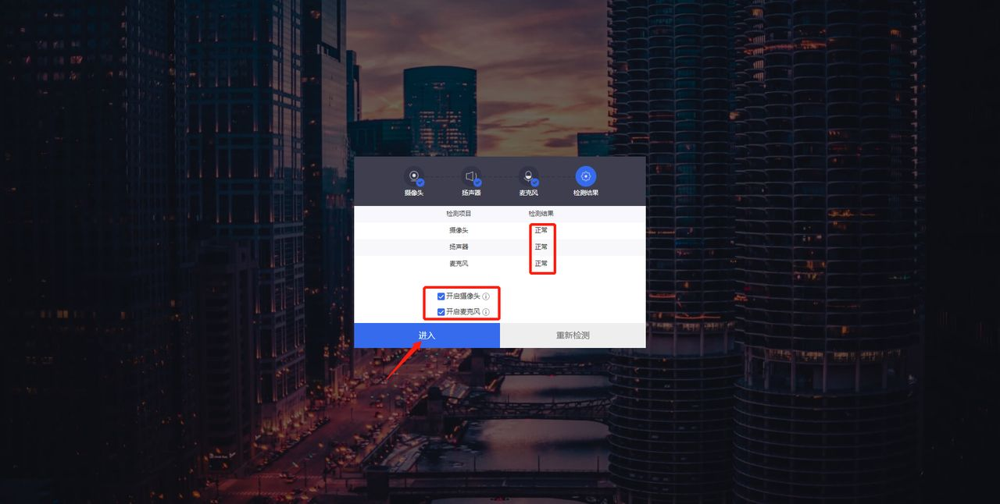 摄像头 扬声器 麦克风 检测结果
检测项目 检测结果
摄像头 正常
扬声器 正常
麦克风 正常
开启摄像头
开启麦克风
进入 重新检测